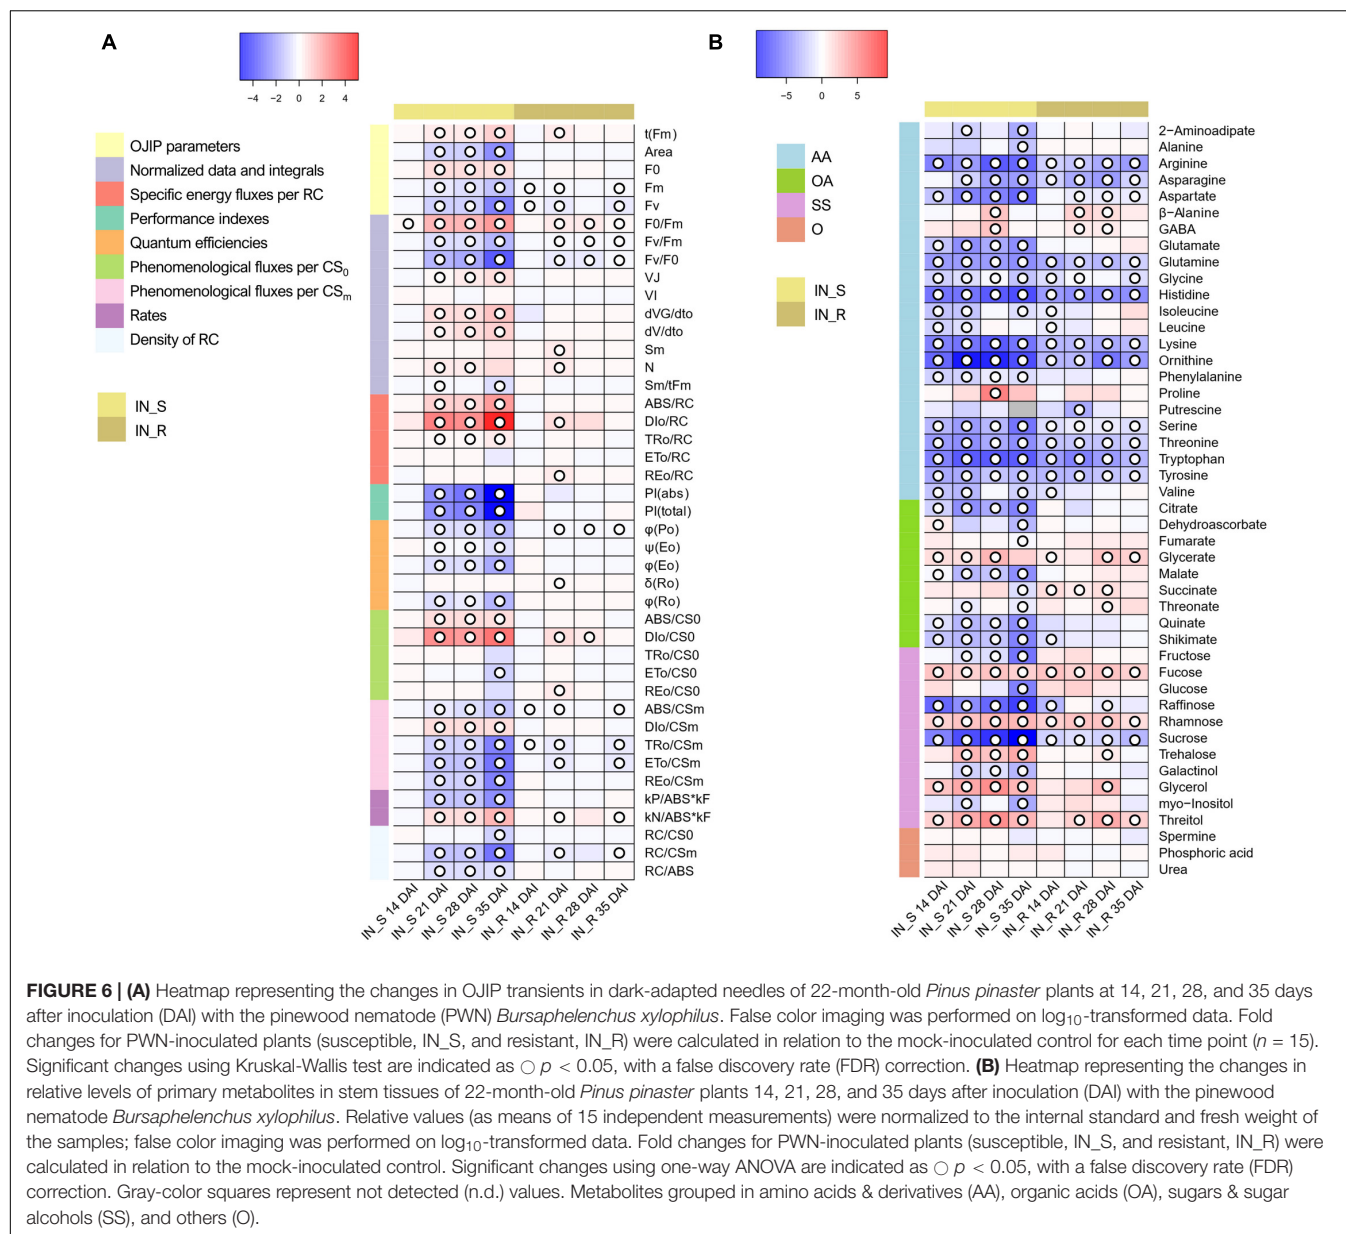 A
−4 −2 0 2 4
OJIP parameters
Normalized data and integrals
Specific energy fluxes per RC
Performance indexes
Quantum efficiencies
Phenomenological fluxes per CS0
Phenomenological fluxes per CSm
Rates
Density of RC
IN_S
IN_R
t(Fm)
Area
F0
Fm
Fv
F0/Fm
Fv/Fm
Fv/F0
VJ
VI
dVG/dto
dV/dto
Sm
N
Sm/tFm
ABS/RC
DIo/RC
TRo/RC
ETo/RC
REo/RC
PI(abs)
PI(total)
φ(Po)
ψ(Eo)
φ(Eo)
δ(Ro)
φ(Ro)
ABS/CS0
DIo/CS0
TRo/CS0
ETo/CS0
REo/CS0
ABS/CSm
DIo/CSm
TRo/CSm
ETo/CSm
REo/CSm
kP/ABS*kF
kN/ABS*kF
RC/CS0
RC/CSm
RC/ABS
IN_S 14 DAI
IN_S 21 DAI
IN_S 28 DAI
IN_S 35 DAI
IN_R 14 DAI
IN_R 21 DAI
IN_R 28 DAI
IN_R 35 DAI
B
−5 0 5
AA
OA
SS
O
IN_S
IN_R
2−Aminoadipate
Alanine
Arginine
Asparagine
Aspartate
β−Alanine
GABA
Glutamate
Glutamine
Glycine
Histidine
Isoleucine
Leucine
Lysine
Ornithine
Phenylalanine
Proline
Putrescine
Serine
Threonine
Tryptophan
Tyrosine
Valine
Citrate
Dehydroascorbate
Fumarate
Glycerate
Malate
Succinate
Threonate
Quinate
Shikimate
Fructose
Fucose
Glucose
Raffinose
Rhamnose
Sucrose
Trehalose
Galactinol
Glycerol
myo−Inositol
Threitol
Spermine
Phosphoric acid
Urea
IN_S 14 DAI
IN_S 21 DAI
IN_S 28 DAI
IN_S 35 DAI
IN_R 14 DAI
IN_R 21 DAI
IN_R 28 DAI
IN_R 35 DAI
FIGURE 6 | (A) Heatmap representing the changes in OJIP transients in dark-adapted needles of 22-month-old Pinus pinaster plants at 14, 21, 28, and 35 days
after inoculation (DAI) with the pinewood nematode (PWN) Bursaphelenchus xylophilus. False color imaging was performed on log10-transformed data. Fold
changes for PWN-inoculated plants (susceptible, IN_S, and resistant, IN_R) were calculated in relation to the mock-inoculated control for each time point (n = 15).
Significant changes using Kruskal-Wallis test are indicated as ○ p < 0.05, with a false discovery rate (FDR) correction. (B) Heatmap representing the changes in
relative levels of primary metabolites in stem tissues of 22-month-old Pinus pinaster plants 14, 21, 28, and 35 days after inoculation (DAI) with the pinewood
nematode Bursaphelenchus xylophilus. Relative values (as means of 15 independent measurements) were normalized to the internal standard and fresh weight of
the samples; false color imaging was performed on log10-transformed data. Fold changes for PWN-inoculated plants (susceptible, IN_S, and resistant, IN_R) were
calculated in relation to the mock-inoculated control. Significant changes using one-way ANOVA are indicated as ○ p < 0.05, with a false discovery rate (FDR)
correction. Gray-color squares represent not detected (n.d.) values. Metabolites grouped in amino acids & derivatives (AA), organic acids (OA), sugars & sugar
alcohols (SS), and others (O).